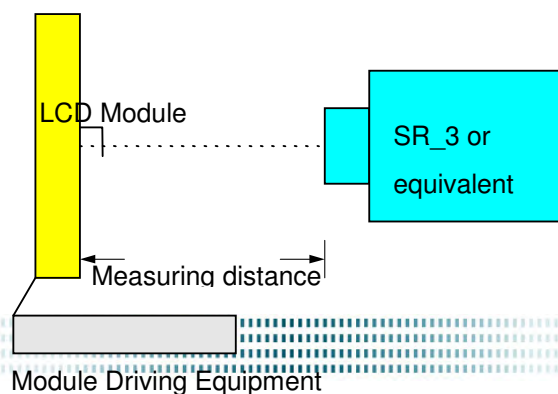 LCD Module
SR_3 or
equivalent
Measuring distance
Module Driving Equipment